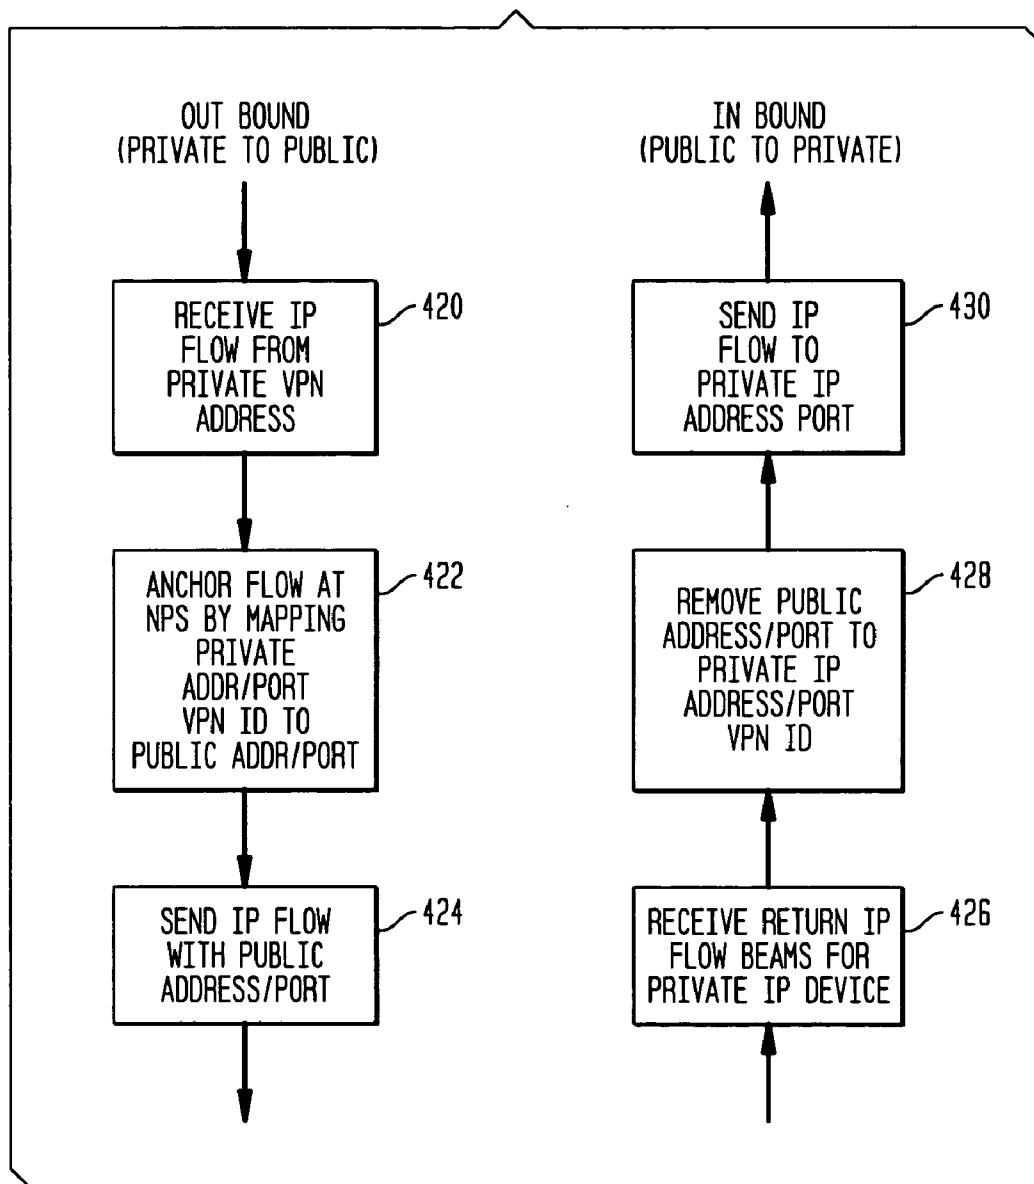 OUT BOUND
(PRIVATE TO PUBLIC)
RECEIVE IP
FLOW FROM
PRIVATE VPN
ADDRESS
420
ANCHOR FLOW AT
NPS BY MAPPING
PRIVATE
ADDR/PORT
VPN ID TO
PUBLIC ADDR/PORT
422
SEND IP FLOW
WITH PUBLIC
ADDRESS/PORT
424
IN BOUND
(PUBLIC TO PRIVATE)
SEND IP
FLOW TO
PRIVATE IP
ADDRESS PORT
430
REMOVE PUBLIC
ADDRESS/PORT TO
PRIVATE IP
ADDRESS/PORT
VPN ID
428
RECEIVE RETURN IP
FLOW BEAMS FOR
PRIVATE IP DEVICE
426